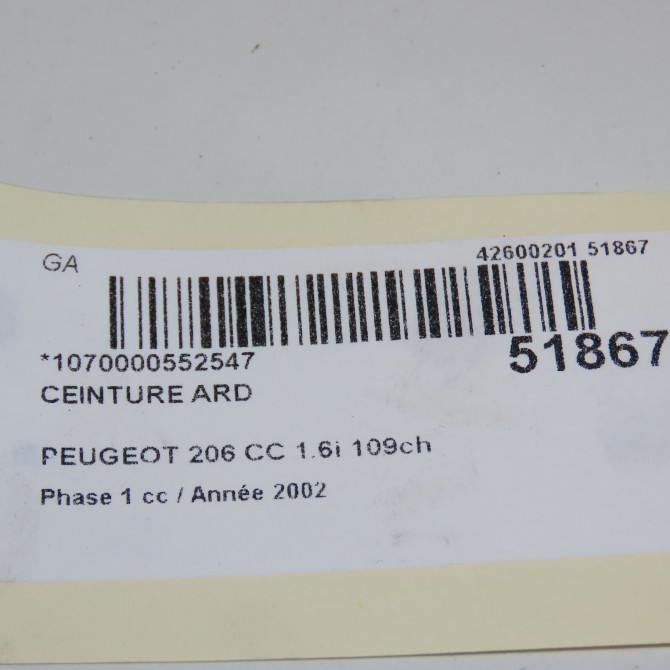 GA
42600201 51867
*1070000552547
51867
CEINTURE ARD
PEUGEOT 206 CC 1.6i 109ch
Phase 1 cc / Année 2002